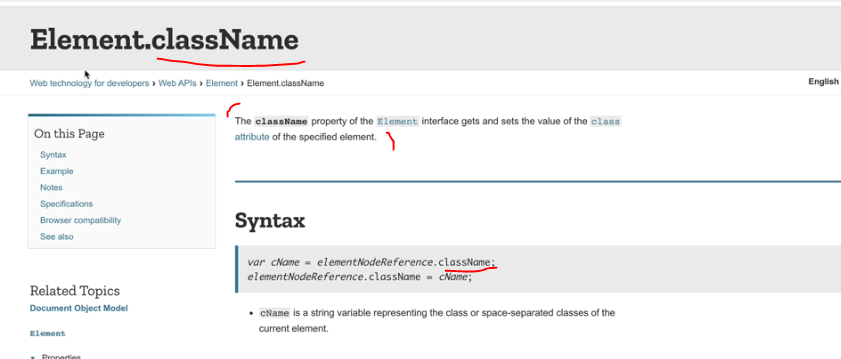 Element.className
Web technology for developers › Web APIs › Element › Element.className
English
On this Page
Syntax
Example
Notes
Specifications
Browser compatibility
See also
The className property of the Element interface gets and sets the value of the class
attribute of the specified element.
Syntax
var cName = elementNodeReference.className;
elementNodeReference.className = cName;
• cName is a string variable representing the class or space-separated classes of the
current element.
Related Topics
Document Object Model
Element
Properties